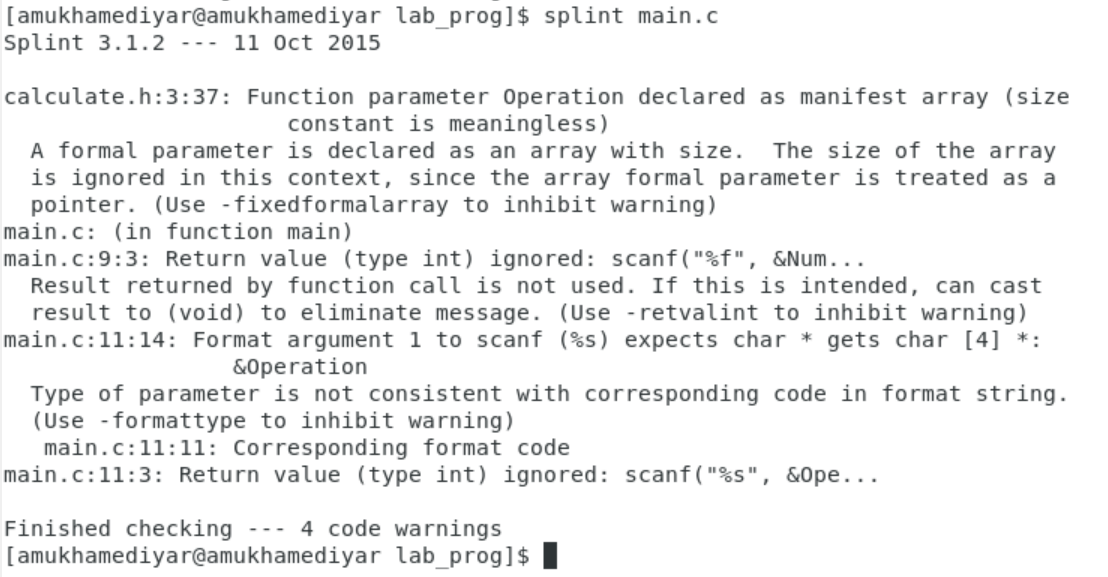 [amukhamediyar@amukhamediyar lab_prog]$ splint main.c
Splint 3.1.2 --- 11 Oct 2015
calculate.h:3:37: Function parameter Operation declared as manifest array (size
constant is meaningless)
A formal parameter is declared as an array with size.  The size of the array
is ignored in this context, since the array formal parameter is treated as a
pointer. (Use -fixedformalarray to inhibit warning)
main.c: (in function main)
main.c:9:3: Return value (type int) ignored: scanf("%f", &Num...
Result returned by function call is not used. If this is intended, can cast
result to (void) to eliminate message. (Use -retvalint to inhibit warning)
main.c:11:14: Format argument 1 to scanf (%s) expects char * gets char [4] *:
&Operation
Type of parameter is not consistent with corresponding code in format string.
(Use -formattype to inhibit warning)
main.c:11:11: Corresponding format code
main.c:11:3: Return value (type int) ignored: scanf("%s", &Ope...
Finished checking --- 4 code warnings
[amukhamediyar@amukhamediyar lab_prog]$